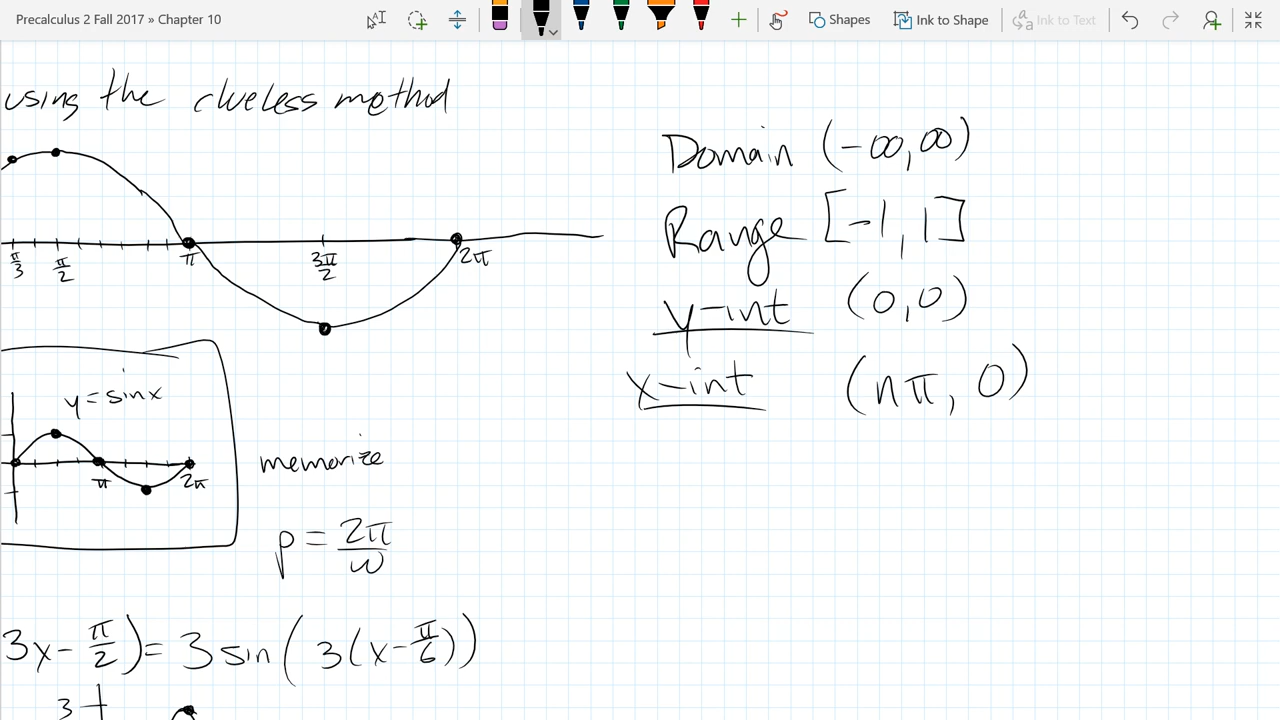 Precalculus 2 Fall 2017 » Chapter 10
Shapes
Ink to Shape
Ink to Text
using the clueless method
π/3 π/2 π 3π/2 2π
Domain (-∞,∞)
Range [-1,1]
y-int (0,0)
x-int (nπ, 0)
y=sinx
π 2π
memorize
p = 2π/ω
3x-π/2) = 3 sin(3(x-π/6))
3